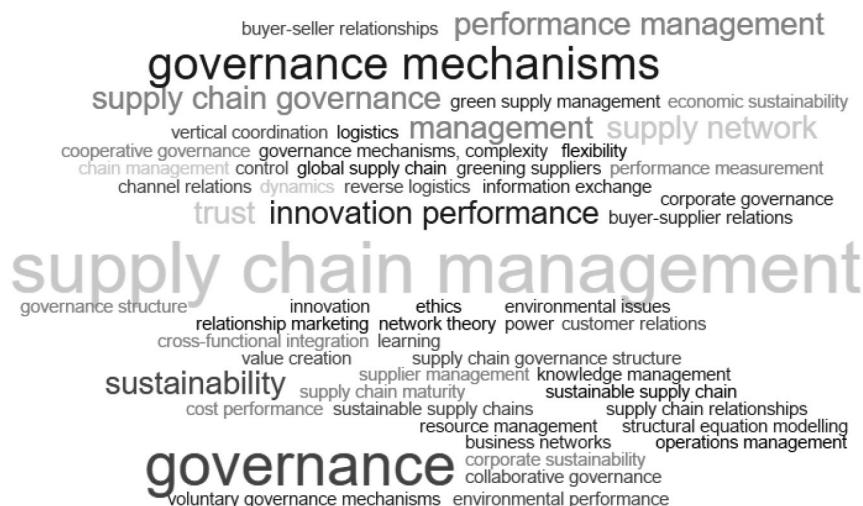 buyer-seller relationships performance management
governance mechanisms
supply chain governance green supply management economic sustainability
vertical coordination logistics management supply network
cooperative governance governance mechanisms, complexity flexibility
chain management control global supply chain greening suppliers performance measurement
channel relations dynamics reverse logistics information exchange
corporate governance
trust innovation performance buyer-supplier relations
supply chain management
governance structure innovation ethics environmental issues
relationship marketing network theory power customer relations
cross-functional integration learning
value creation supply chain governance structure
supplier management knowledge management
sustainability supply chain maturity sustainable supply chain
cost performance sustainable supply chains supply chain relationships
resource management structural equation modelling
business networks operations management
governance corporate sustainability
collaborative governance
voluntary governance mechanisms environmental performance